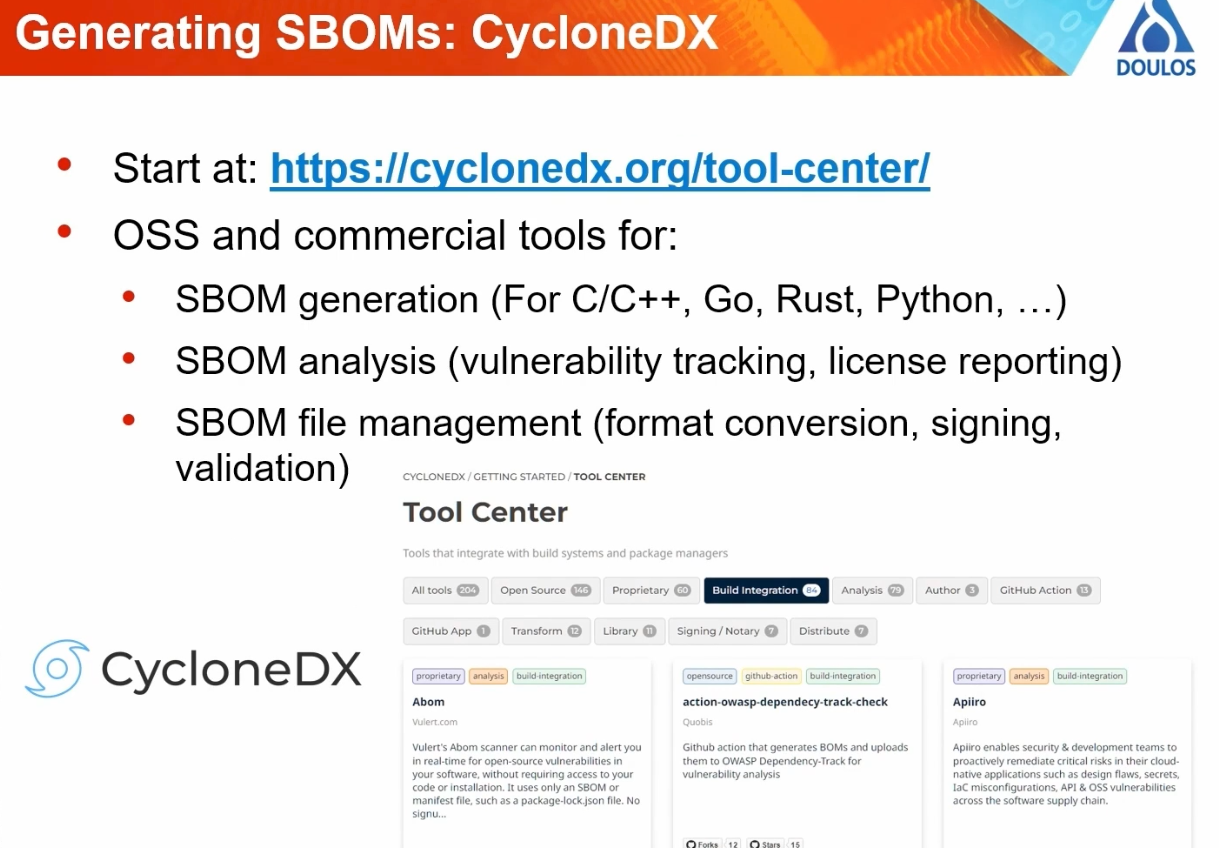 Generating SBOMs: CycloneDX
DOULOS
• Start at: https://cyclonedx.org/tool-center/
• OSS and commercial tools for:
• SBOM generation (For C/C++, Go, Rust, Python, …)
• SBOM analysis (vulnerability tracking, license reporting)
• SBOM file management (format conversion, signing,
validation)
CYCLONEDX / GETTING STARTED / TOOL CENTER
Tool Center
Tools that integrate with build systems and package managers
All tools 204 Open Source 146 Proprietary 60 Build Integration 84 Analysis 79 Author 3 GitHub Action 13
GitHub App 1 Transform 12 Library 11 Signing / Notary 7 Distribute 7
CycloneDX
proprietary analysis build-integration
Abom
Vulert.com
Vulert's Abom scanner can monitor and alert you
in real-time for open-source vulnerabilities in
your software, without requiring access to your
code or installation. It uses only an SBOM or
manifest file, such as a package-lock.json file. No
signu...
opensource github-action build-integration
action-owasp-dependecy-track-check
Quobis
Github action that generates BOMs and uploads
them to OWASP Dependency-Track for
vulnerability analysis
Forks 12 Stars 15
proprietary analysis build-integration
Apiiro
Apiiro
Apiiro enables security & development teams to
proactively remediate critical risks in their cloud-
native applications such as design flaws, secrets,
IaC misconfigurations, API & OSS vulnerabilities
across the software supply chain.